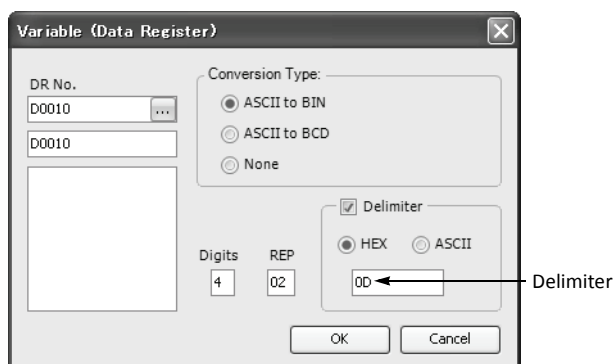 Variable (Data Register)
DR No.
D0010 ...
D0010
Conversion Type:
ASCII to BIN
ASCII to BCD
None
Digits
4
REP
02
Delimiter
HEX ASCII
0D
Delimiter
OK Cancel